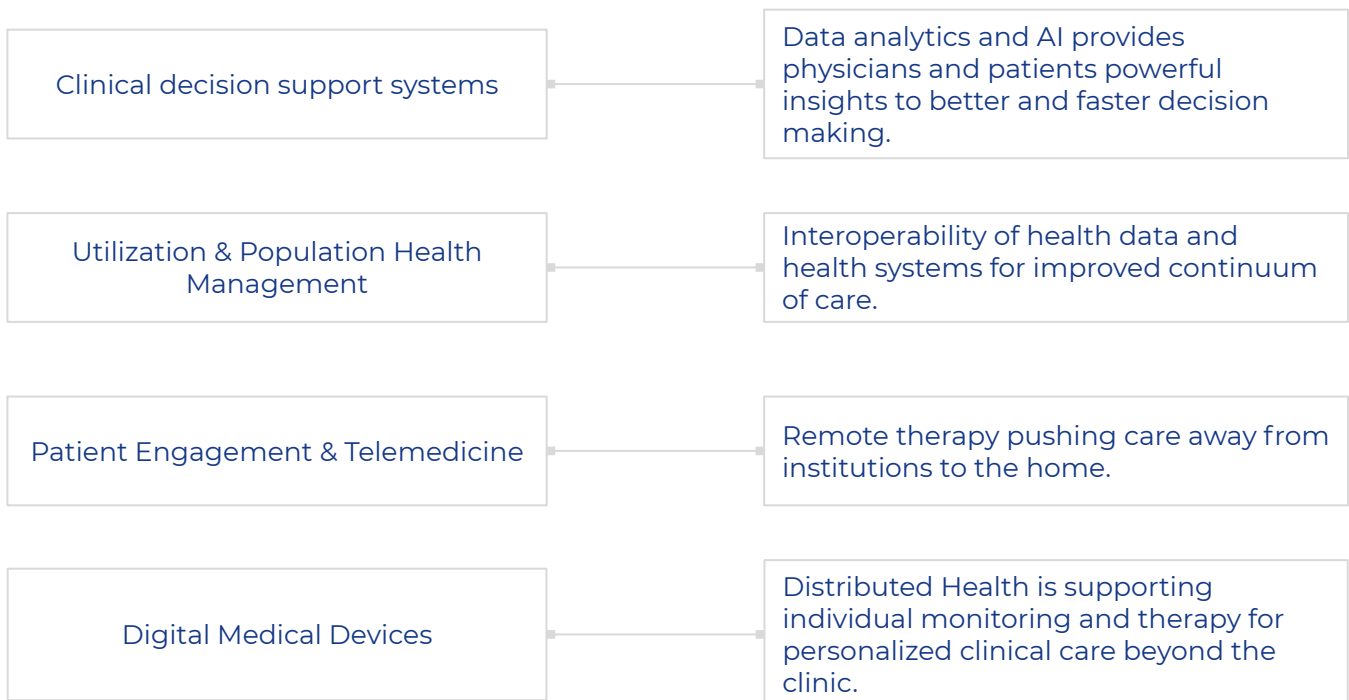 Clinical decision support systems
Data analytics and AI provides
physicians and patients powerful
insights to better and faster decision
making.
Utilization & Population Health
Management
Interoperability of health data and
health systems for improved continuum
of care.
Patient Engagement & Telemedicine
Remote therapy pushing care away from
institutions to the home.
Digital Medical Devices
Distributed Health is supporting
individual monitoring and therapy for
personalized clinical care beyond the
clinic.